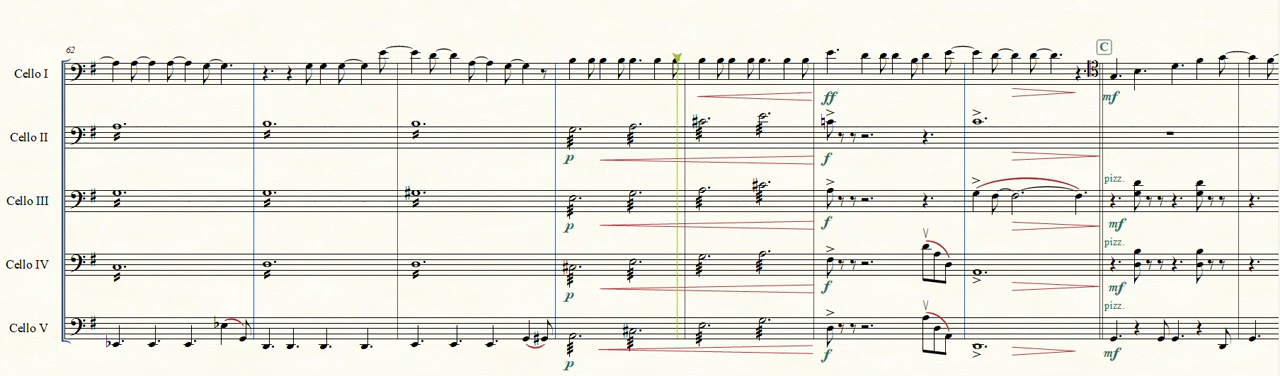 62
C
Cello I
ff
mf
Cello II
p
f
pizz.
Cello III
p
f
mf
pizz.
Cello IV
p
f
mf
pizz.
Cello V
p
f
mf